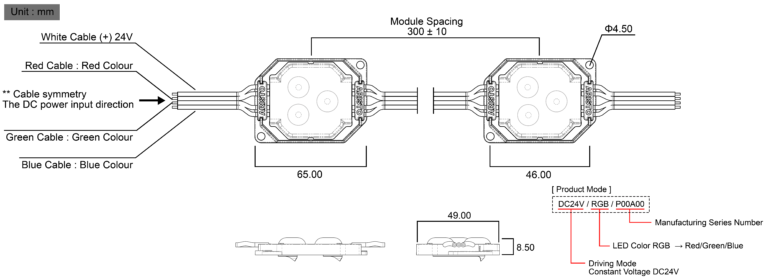 Unit : mm
Module Spacing
300 ± 10
Φ4.50
White Cable (+) 24V
Red Cable : Red Colour
** Cable symmetry
The DC power input direction
Green Cable : Green Colour
Blue Cable : Blue Colour
65.00
46.00
49.00
8.50
[ Product Mode ]
DC24V / RGB / P00A00
Manufacturing Series Number
LED Color RGB → Red/Green/Blue
Driving Mode
Constant Voltage DC24V